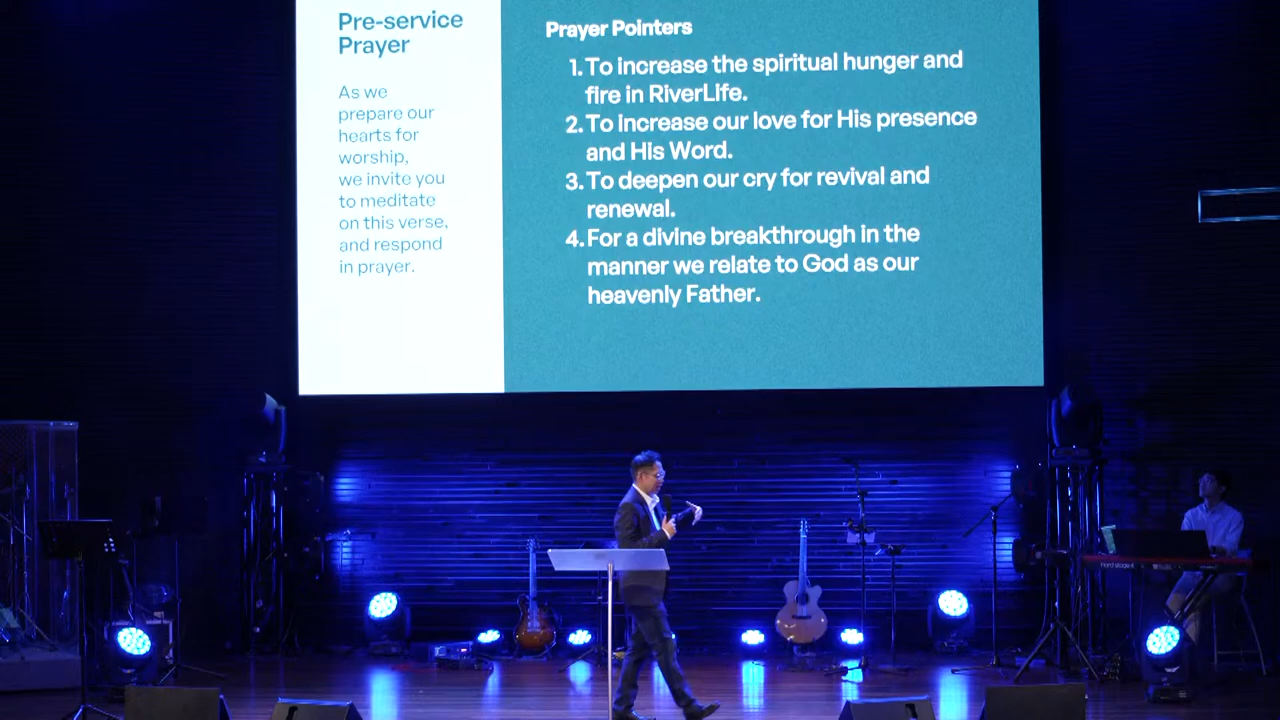 Pre-service
Prayer
As we
prepare our
hearts for
worship,
we invite you
to meditate
on this verse,
and respond
in prayer.
Prayer Pointers
1. To increase the spiritual hunger and
fire in RiverLife.
2. To increase our love for His presence
and His Word.
3. To deepen our cry for revival and
renewal.
4. For a divine breakthrough in the
manner we relate to God as our
heavenly Father.
nord stage 4